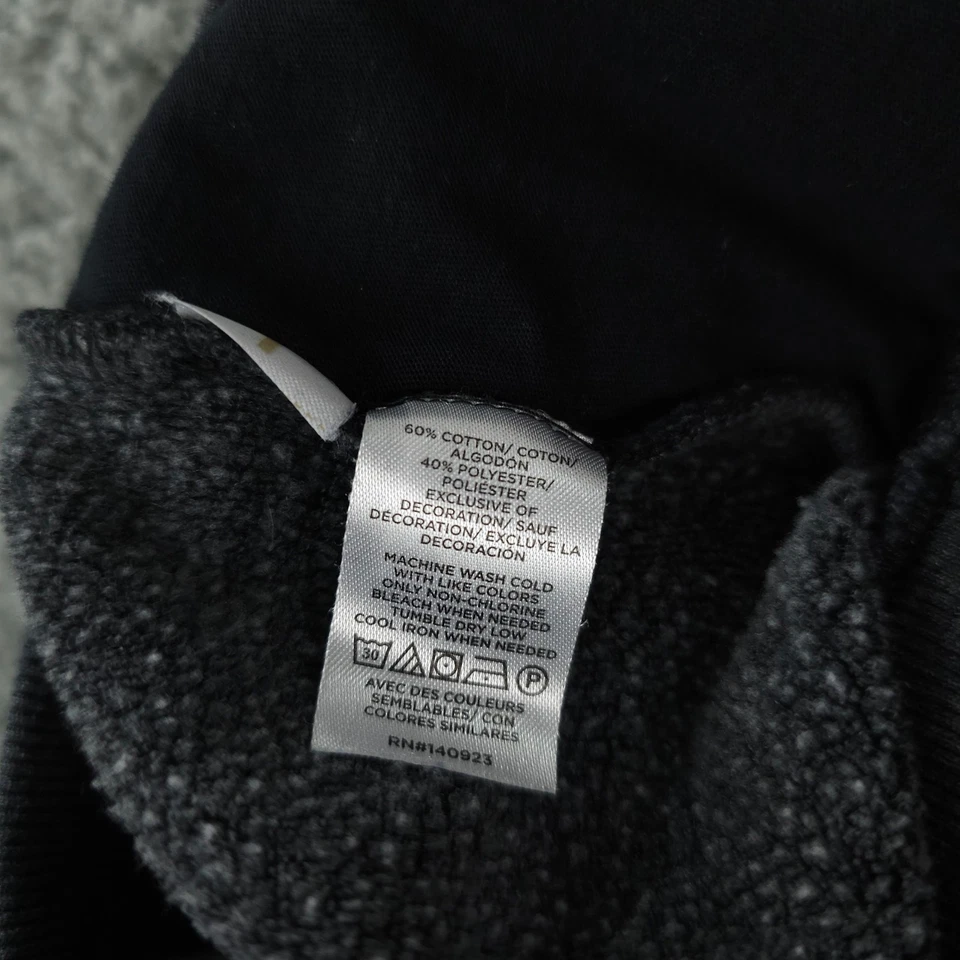 60% COTTON/ COTON/
ALGODÓN
40% POLYESTER/
POLIÉSTER
EXCLUSIVE OF
DECORATION/ SAUF
DÉCORATION/ EXCLUYE LA
DECORACIÓN
MACHINE WASH COLD
WITH LIKE COLORS
ONLY NON-CHLORINE
BLEACH WHEN NEEDED
TUMBLE DRY LOW
COOL IRON WHEN NEEDED
30 P
AVEC DES COULEURS
SEMBLABLES/ CON
COLORES SIMILARES
RN#140923